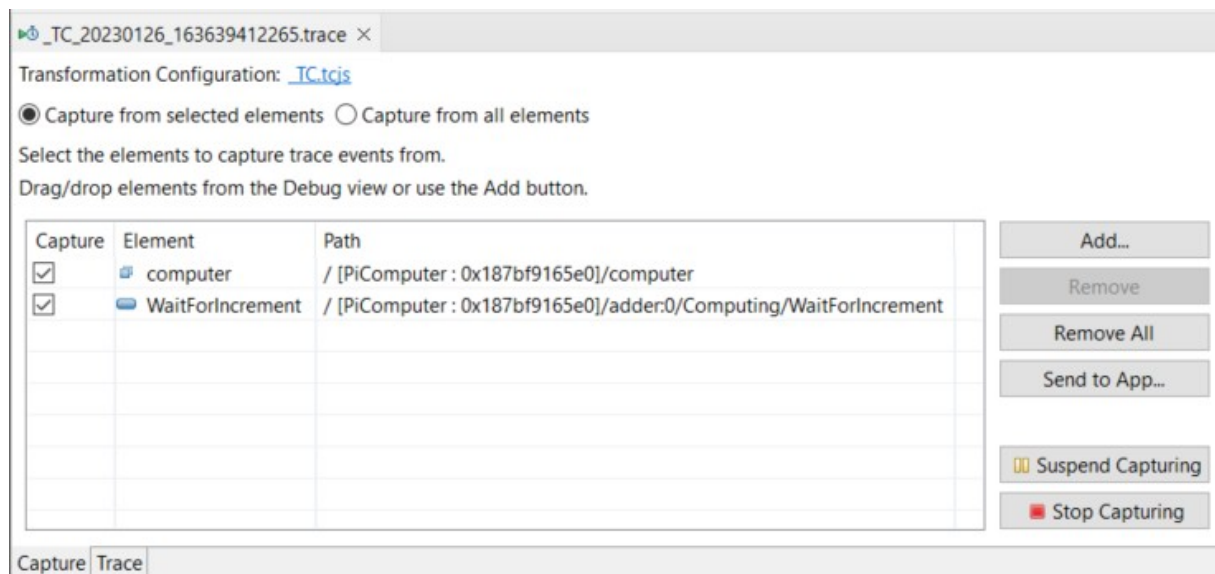 _TC_20230126_163639412265.trace
Transformation Configuration: _TC.tcjs
Capture from selected elements Capture from all elements
Select the elements to capture trace events from.
Drag/drop elements from the Debug view or use the Add button.
Capture Element Path
computer / [PiComputer : 0x187bf9165e0]/computer
WaitForIncrement / [PiComputer : 0x187bf9165e0]/adder:0/Computing/WaitForIncrement
Add...
Remove
Remove All
Send to App...
Suspend Capturing
Stop Capturing
Capture Trace